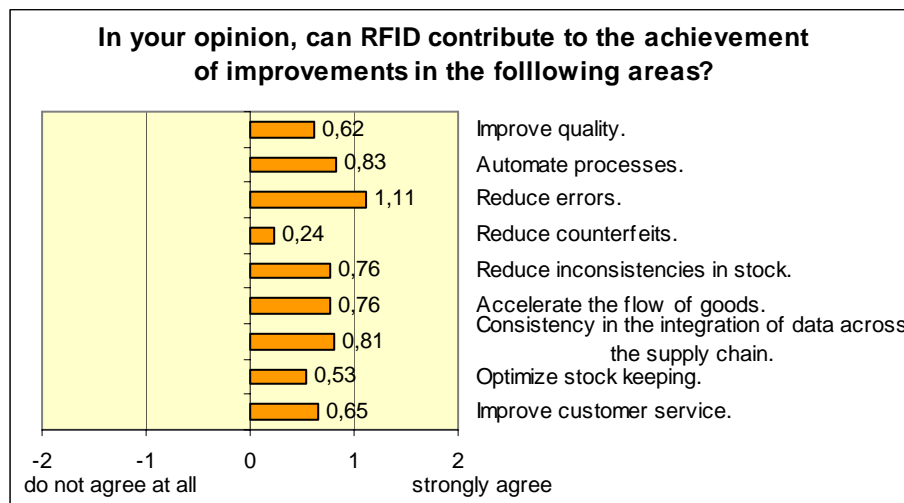 In your opinion, can RFID contribute to the achievement
of improvements in the folllowing areas?
0,62 Improve quality.
0,83 Automate processes.
1,11 Reduce errors.
0,24 Reduce counterfeits.
0,76 Reduce inconsistencies in stock.
0,76 Accelerate the flow of goods.
0,81 Consistency in the integration of data across
the supply chain.
0,53 Optimize stock keeping.
0,65 Improve customer service.
-2 -1 0 1 2
do not agree at all strongly agree